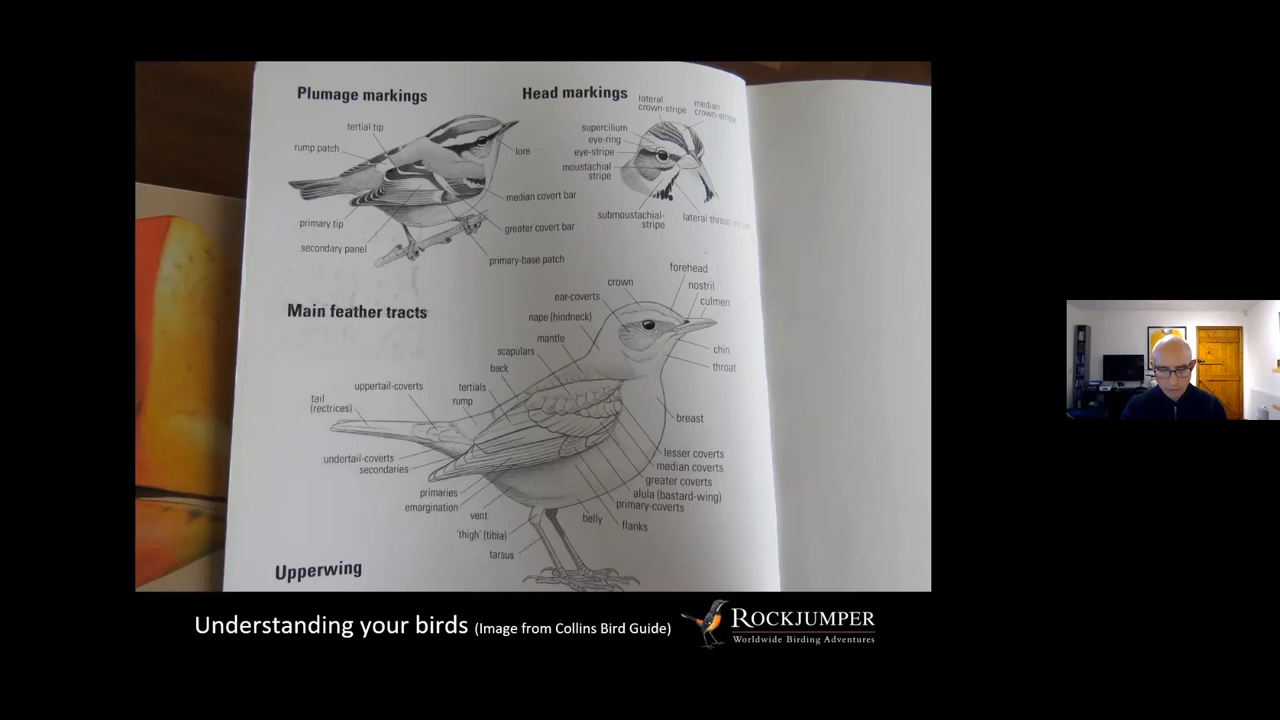 Plumage markings
tertial tip
rump patch
lore
median covert bar
primary tip
greater covert bar
secondary panel
primary-base patch
Head markings
lateral
crown-stripe
median
crown-stripe
supercilium
eye-ring
eye-stripe
moustachial
stripe
submoustachial-
stripe
lateral throat-stripe
Main feather tracts
forehead
crown
nostril
ear-coverts
culmen
nape (hindneck)
mantle
chin
scapulars
throat
back
uppertail-coverts
tertials
tail
(rectrices)
rump
breast
undertail-coverts
lesser coverts
secondaries
median coverts
greater coverts
primaries
alula (bastard-wing)
emargination
primary-coverts
vent
belly
flanks
'thigh' (tibia)
tarsus
Upperwing
Understanding your birds (Image from Collins Bird Guide)
ROCKJUMPER
Worldwide Birding Adventures